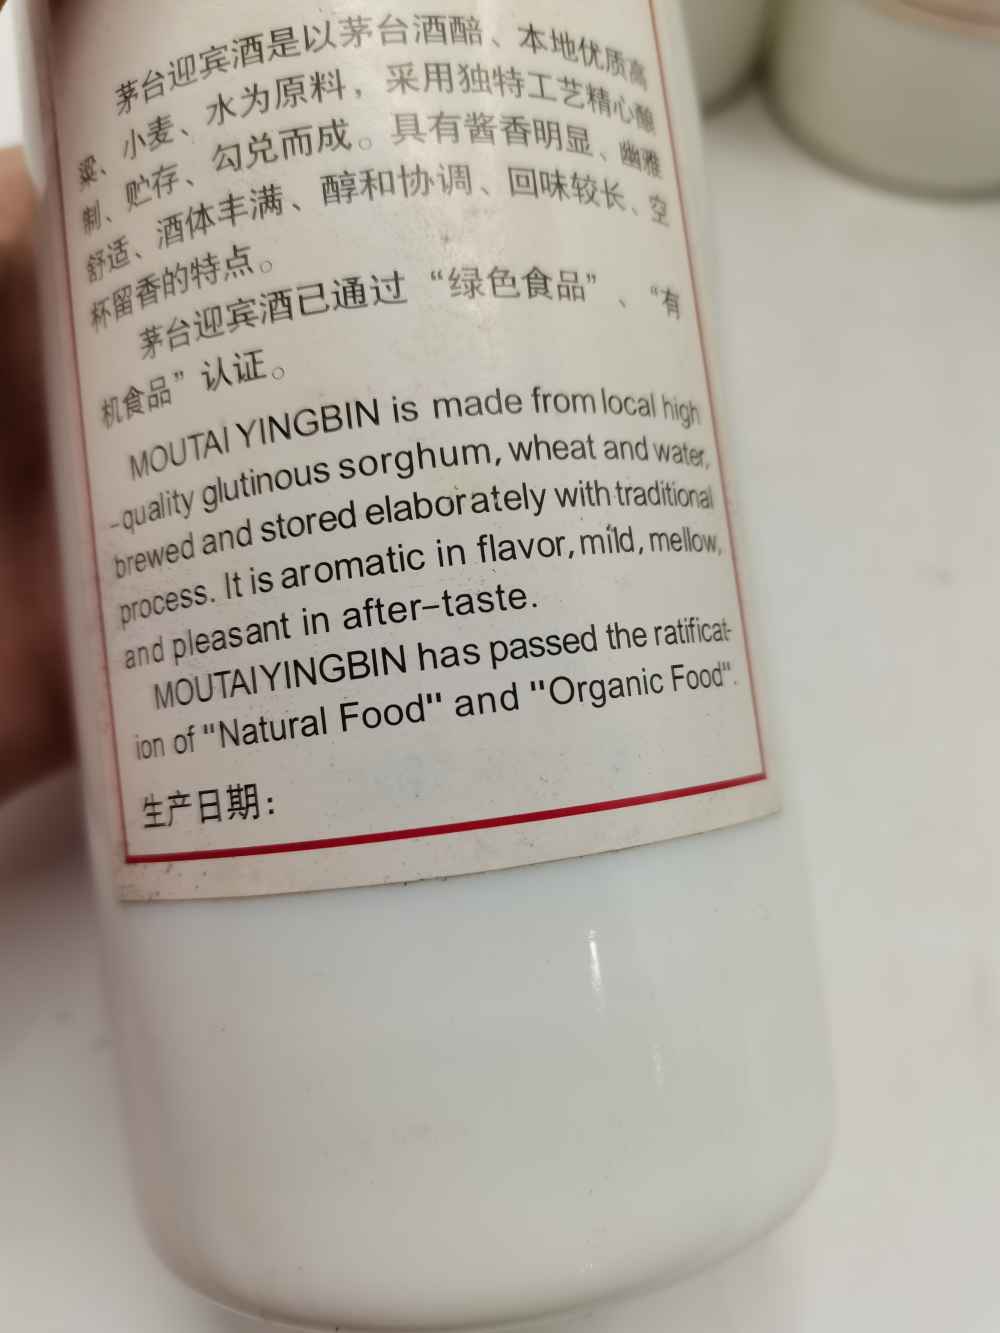 茅台迎宾酒是以茅台酒醅、本地优质高
粱、小麦、水为原料，采用独特工艺精心酿
制、贮存、勾兑而成。具有酱香明显、幽雅
舒适、酒体丰满、醇和协调、回味较长、空
杯留香的特点。
茅台迎宾酒已通过“绿色食品”、“有
机食品”认证。
MOUTAI YINGBIN is made from local high
-quality glutinous sorghum, wheat and water,
brewed and stored elaborately with traditional
process. It is aromatic in flavor, mild, mellow,
and pleasant in after-taste.
MOUTAIYINGBIN has passed the ratificat-
ion of "Natural Food" and "Organic Food".
生产日期：